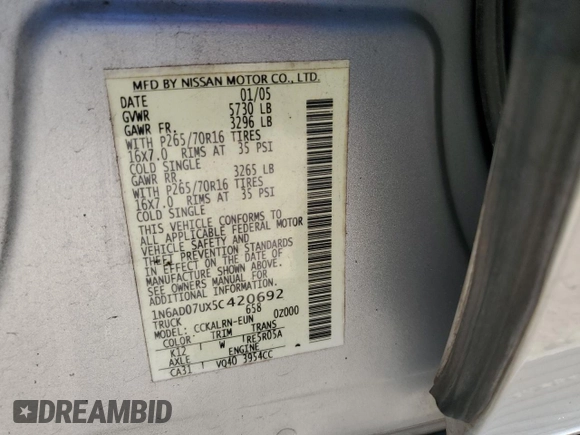 MFD BY NISSAN MOTOR CO., LTD.
DATE 01/05
GVWR 5730 LB
GAWR FR. 3296 LB
WITH P265/70R16 TIRES
16X7.0 RIMS AT 35 PSI
COLD SINGLE
GAWR RR. 3265 LB
WITH P265/70R16 TIRES
16X7.0 RIMS AT 35 PSI
COLD SINGLE
THIS VEHICLE CONFORMS TO
ALL APPLICABLE FEDERAL MOTOR
VEHICLE SAFETY AND
THEFT PREVENTION STANDARDS
IN EFFECT ON THE DATE OF
MANUFACTURE SHOWN ABOVE.
SEE OWNERS MANUAL FOR
ADDITIONAL INFORMATION.
1N6AD07UX5C420692
TRUCK 658
MODEL: CCKALRN-EUN 0Z000
COLOR TRIM TRANS
K12 W RE5R05A
AXLE ENGINE
CA31 VQ40 3954CC
DREAMBID